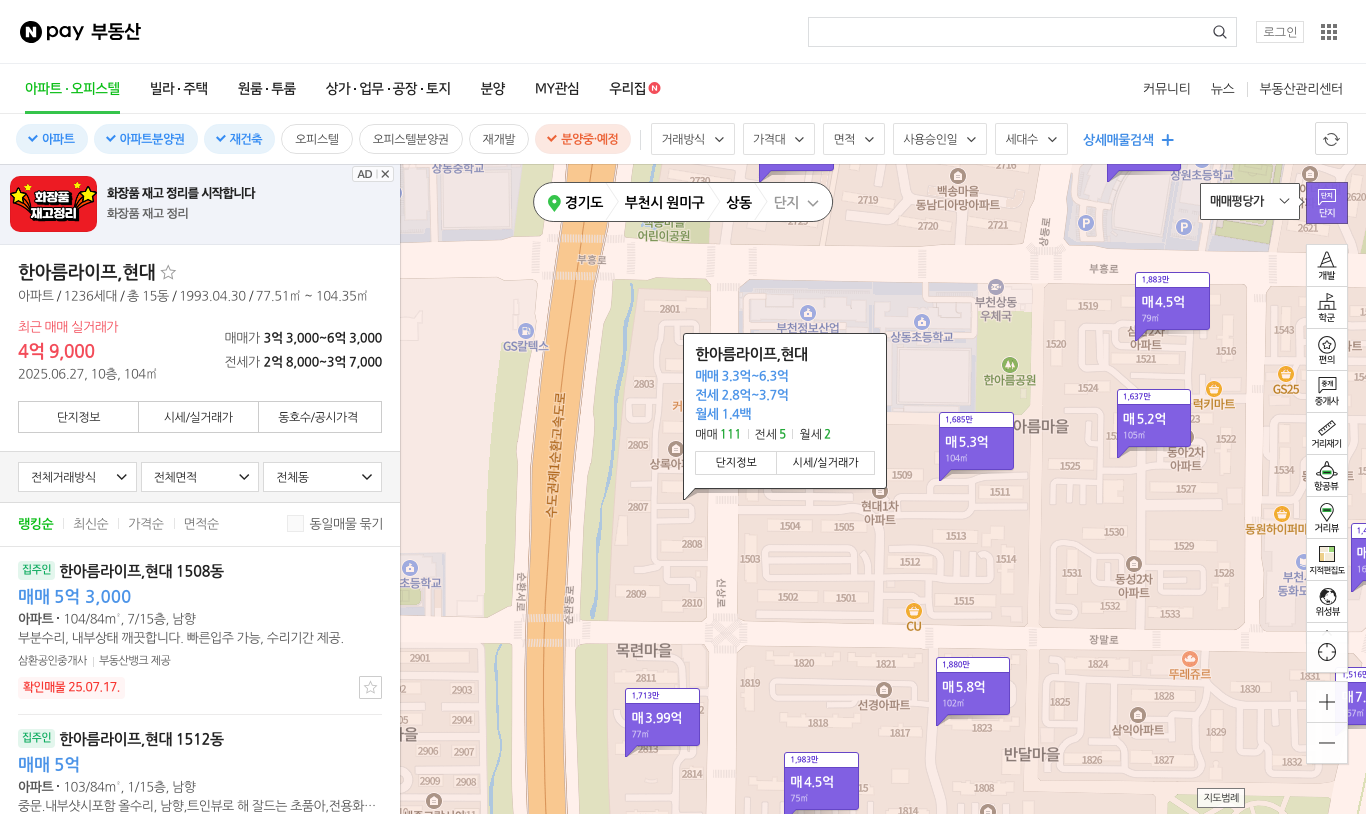 N pay 부동산
로그인
아파트·오피스텔 빌라·주택 원룸·투룸 상가·업무·공장·토지 분양 MY관심 우리집 N
커뮤니티 뉴스 부동산관리센터
아파트 아파트분양권 재건축 오피스텔 오피스텔분양권 재개발 분양중·예정 거래방식 가격대 면적 사용승인일 세대수 상세매물검색
AD
화장품
재고정리
화장품 재고 정리를 시작합니다
화장품 재고 정리
한아름라이프,현대
아파트 / 1236세대 / 총 15동 / 1993.04.30 / 77.51㎡ ~ 104.35㎡
최근 매매 실거래가
4억 9,000
2025.06.27, 10층, 104㎡
매매가 3억 3,000~6억 3,000
전세가 2억 8,000~3억 7,000
단지정보 시세/실거래가 동호수/공시가격
전체거래방식 전체면적 전체동
랭킹순 최신순 가격순 면적순 동일매물 묶기
집주인 한아름라이프,현대 1508동
매매 5억 3,000
아파트 · 104/84m², 7/15층, 남향
부분수리, 내부상태 깨끗합니다. 빠른입주 가능, 수리기간 제공.
삼환공인중개사 부동산뱅크 제공
확인매물 25.07.17.
집주인 한아름라이프,현대 1512동
매매 5억
아파트 · 103/84m², 1/15층, 남향
중문.내부샷시포함 올수리, 남향,트인뷰로 해 잘드는 초품아,전용화…
경기도 부천시 원미구 상동 단지
매매평당가
단지
단지
개발
학군
편의
중개
중개사
거리재기
항공뷰
거리뷰
지적편집도
위성뷰
지도범례
한아름라이프,현대
매매 3.3억~6.3억
전세 2.8억~3.7억
월세 1.4백
매매 111 전세 5 월세 2
단지정보 시세/실거래가
상동중학교
백송마을
동남디아망아파트
상원초등학교
2716
2719
2720
2721
2621
어린이공원
부흥로
상동로
부흥로
P
P
1,883만
매 4.5억
79㎡
2801
부천정보산업
부천상동
우체국
상동초등학교
1519
1521
1516
GS칼텍스
한아름공원
GS25
2803
1524
럭키마트
1,637만
매 5.2억
105㎡
1,685만
매 5.3억
104㎡
아름마을
1522
동아2차
아파트
2805
1509
1525
1511
1527
현대1차
아파트
수도권제1순환고속도로
1504
1505
동원하이퍼마
2808
1513
1512
1514
1529
초등학교
1531
동성2차
아파트
1528
순환서로
신상로
2809
2810
1502
1501
1515
1532
1533
CU
장말로
목련마을
2901
2811
1820
1821
1824
뚜레쥬르
1,880만
매 5.8억
102㎡
1819
1828
1830
1831
1,713만
매 3.99억
77㎡
2903
2904
선경아파트
1825
1818
1817
1823
삼익아파트
1829
2906
2907
2813
반달마을
1832
1,983만
매 4.5억
75㎡
2814
2909
2908
1808
1814